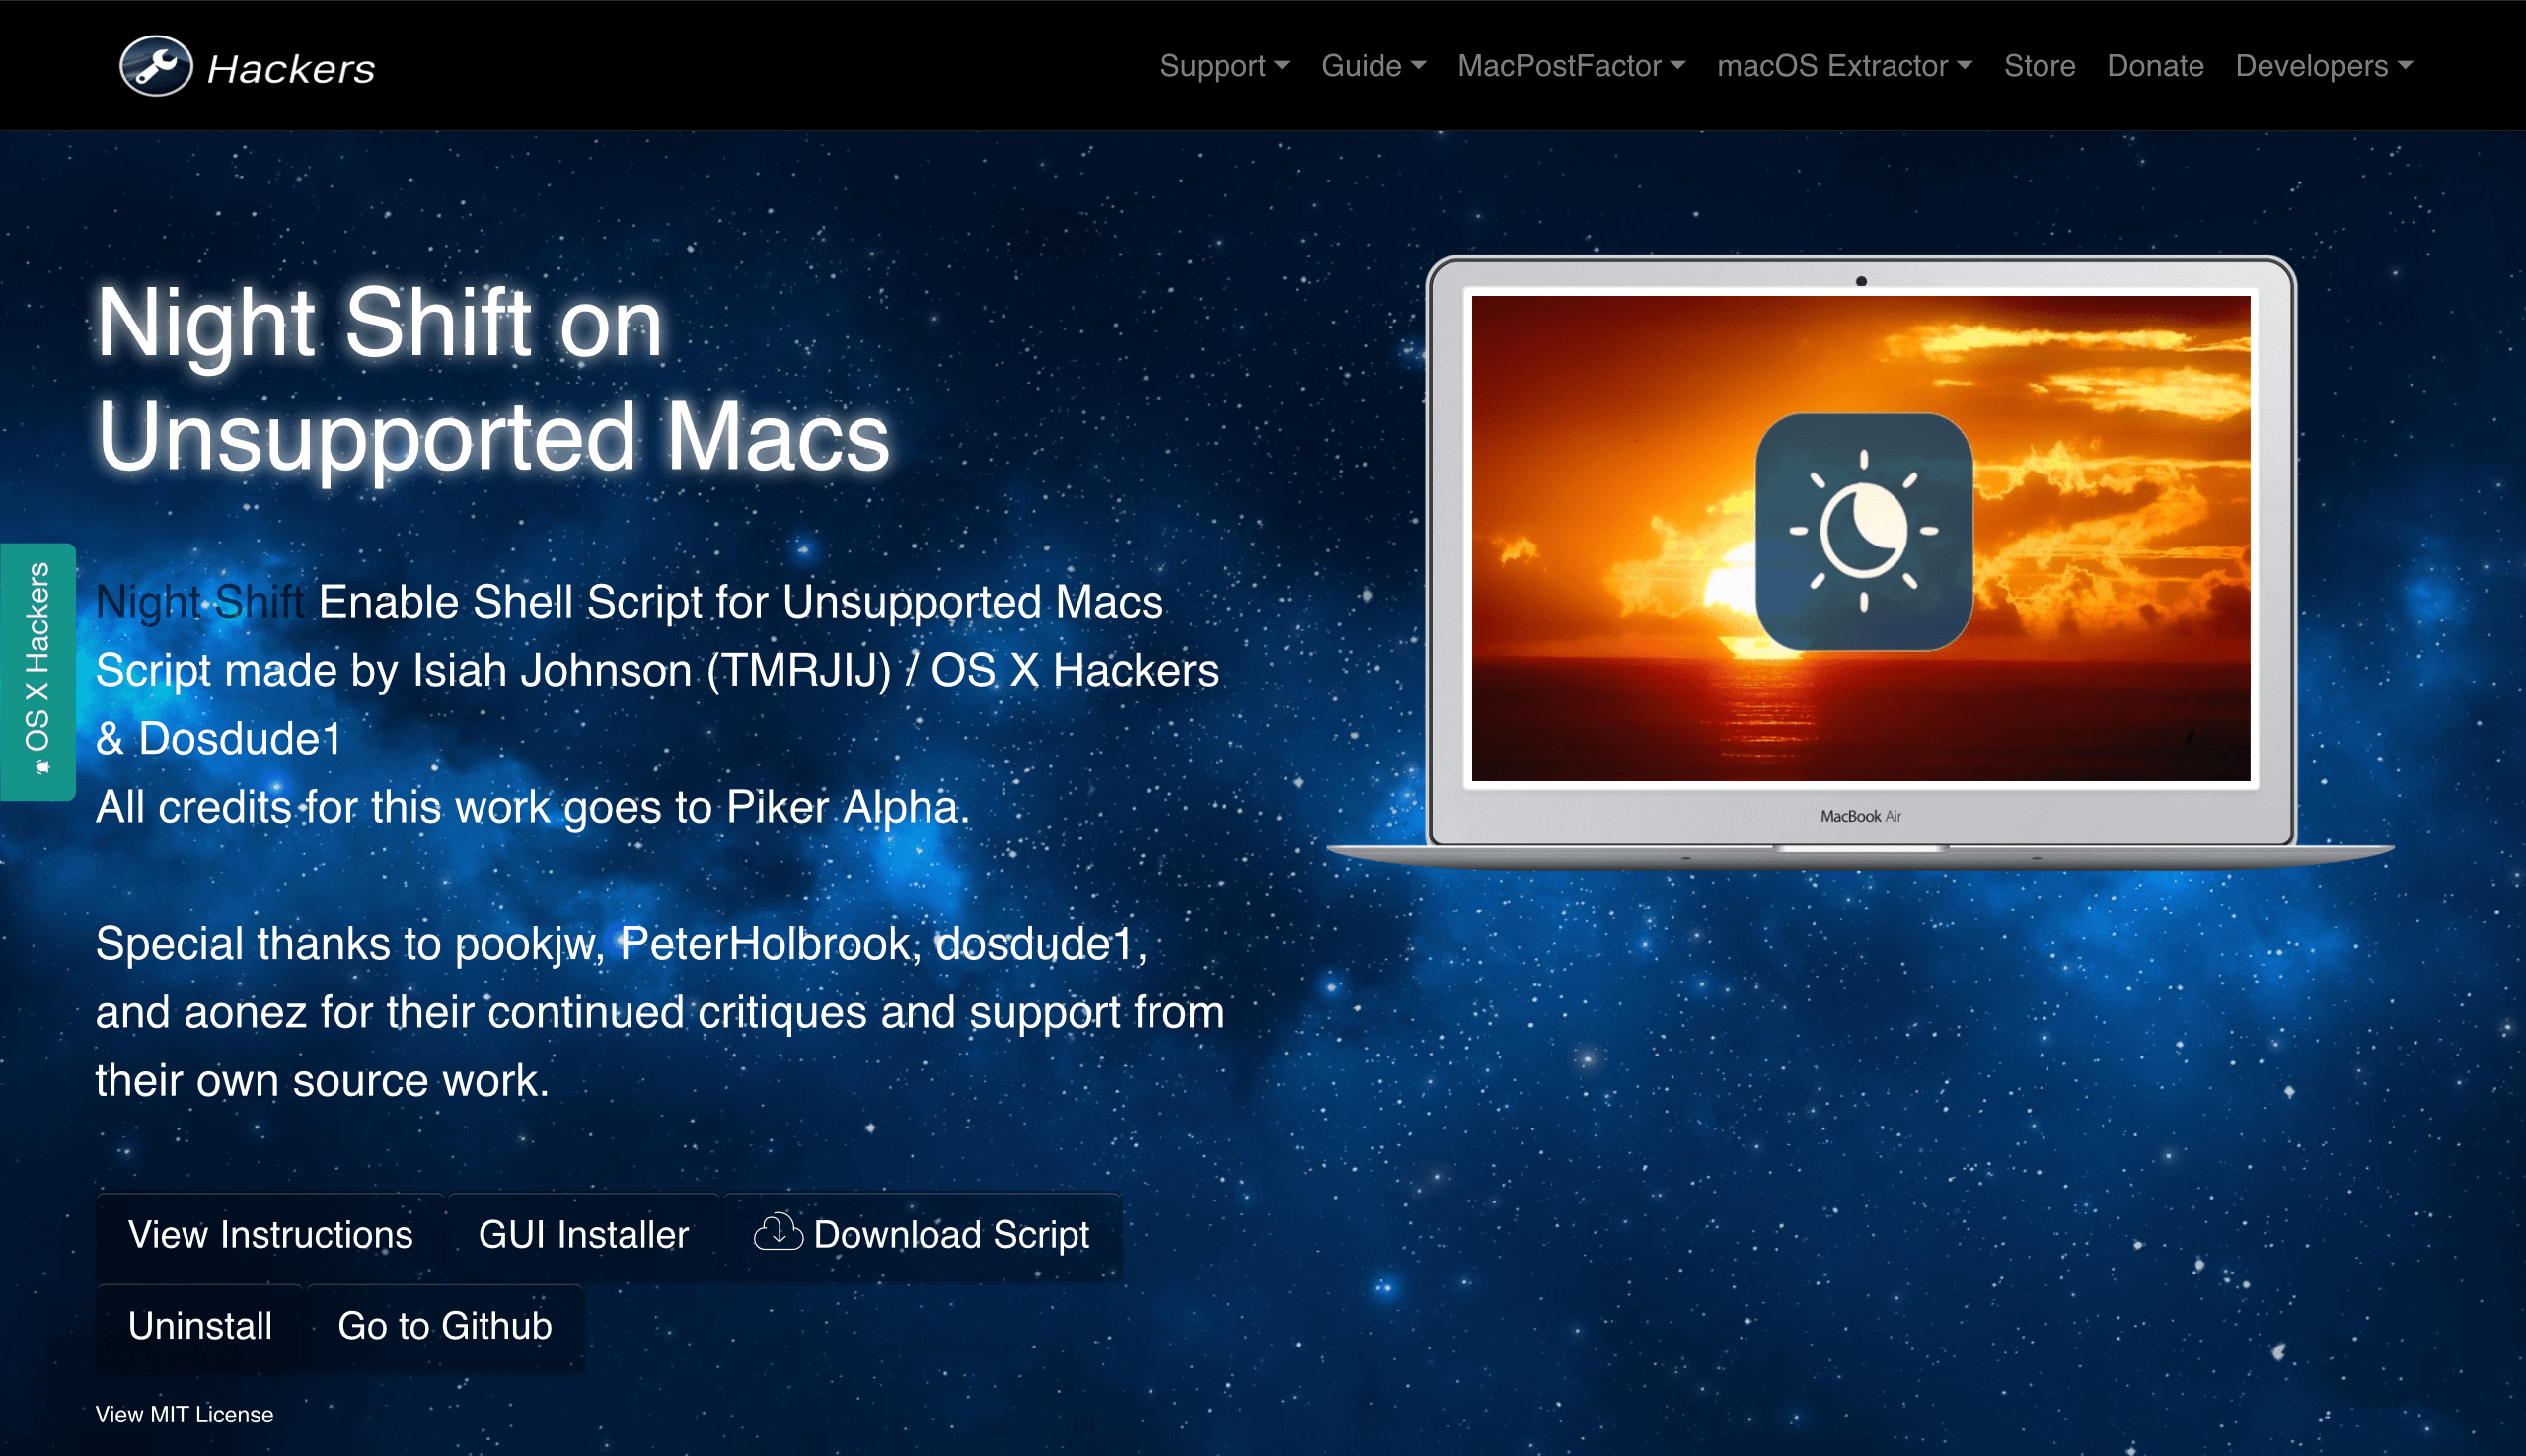 Hackers
Support Guide MacPostFactor macOS Extractor Store Donate Developers
Night Shift on
Unsupported Macs
OS X Hackers
Night Shift Enable Shell Script for Unsupported Macs
Script made by Isiah Johnson (TMRJIJ) / OS X Hackers
& Dosdude1
All credits for this work goes to Piker Alpha.
Special thanks to pookjw, PeterHolbrook, dosdude1,
and aonez for their continued critiques and support from
their own source work.
MacBook Air
View Instructions GUI Installer Download Script
Uninstall Go to Github
View MIT License